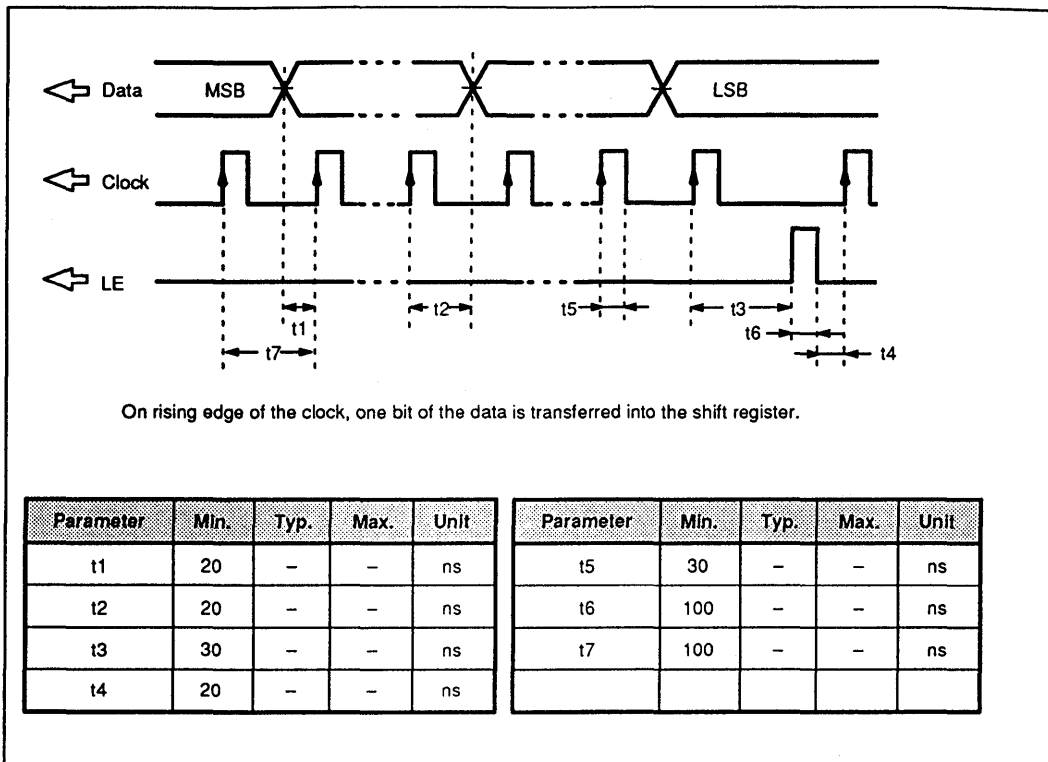 Data MSB LSB
Clock
LE
t1 t2 t5 t3
t7 t6 t4
On rising edge of the clock, one bit of the data is transferred into the shift register.
Parameter Min. Typ. Max. Unit Parameter Min. Typ. Max. Unit
t1 20 – – ns t5 30 – – ns
t2 20 – – ns t6 100 – – ns
t3 30 – – ns t7 100 – – ns
t4 20 – – ns